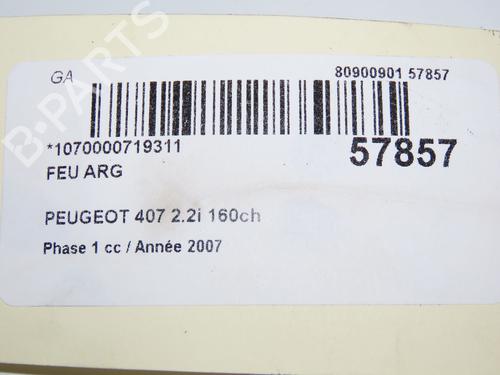 GA
80900901 57857
*1070000719311
57857
FEU ARG
PEUGEOT 407 2.2i 160ch
Phase 1 cc / Année 2007
B-PARTS